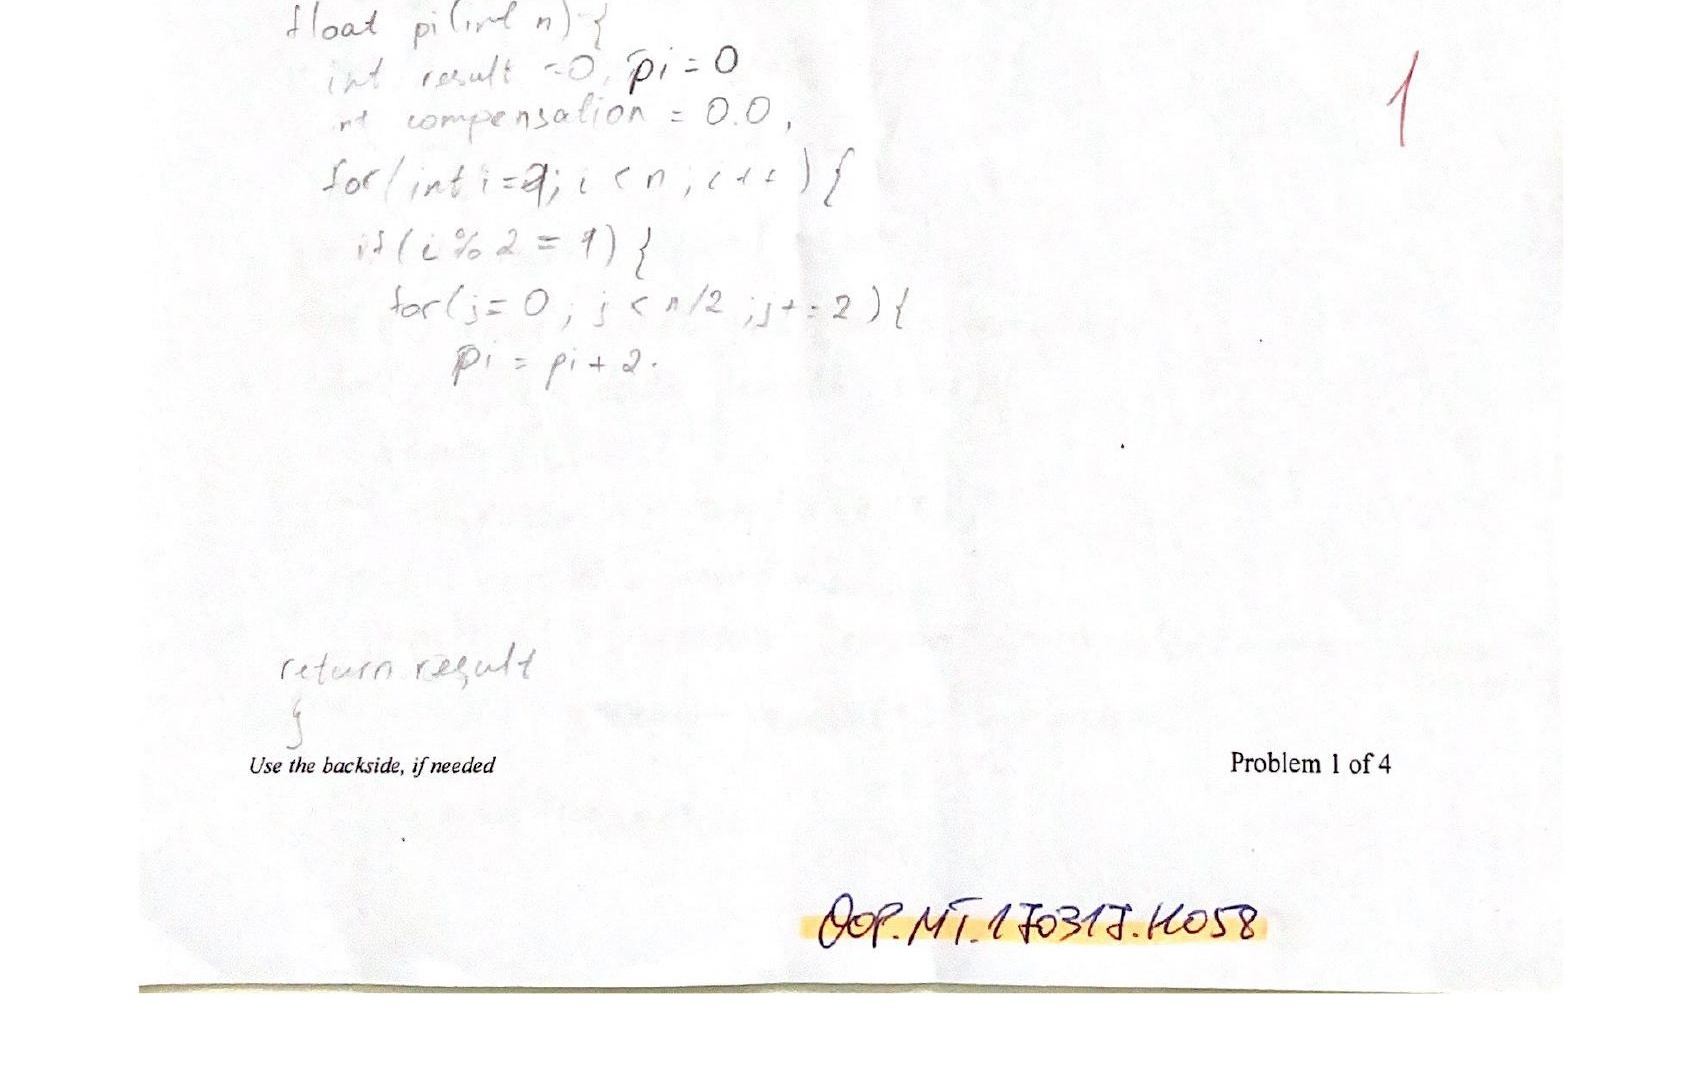 float pi(int n) {
int result = 0, pi = 0
int compensation = 0.0,
1
for(int i=2; i < n; i++) {
if(i % 2 = 1) {
for(j = 0; j < n/2; j+=2) {
pi = pi + 2.
return result
}
Use the backside, if needed
Problem 1 of 4
OOP.MT.170317.K058